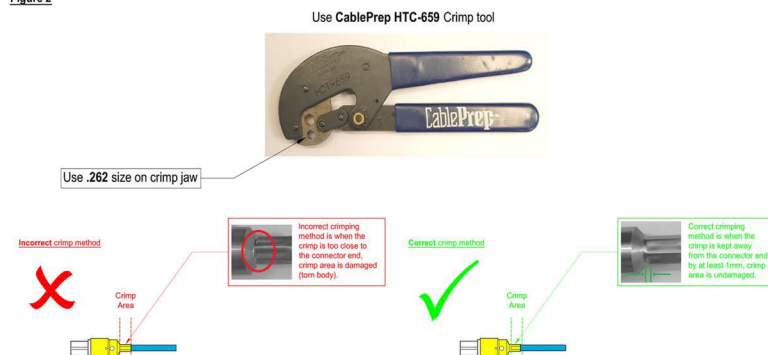 Figure 2
Use CablePrep HTC-659 Crimp tool
HCT-659
CablePrep
Use .262 size on crimp jaw
Incorrect crimp method
Incorrect crimping
method is when the
crimp is too close to
the connector end,
crimp area is damaged
(torn body).
Crimp
Area
Correct crimp method
Correct crimping
method is when the
crimp is kept away
from the connector end
by at least 1mm, crimp
area is undamaged.
Crimp
Area